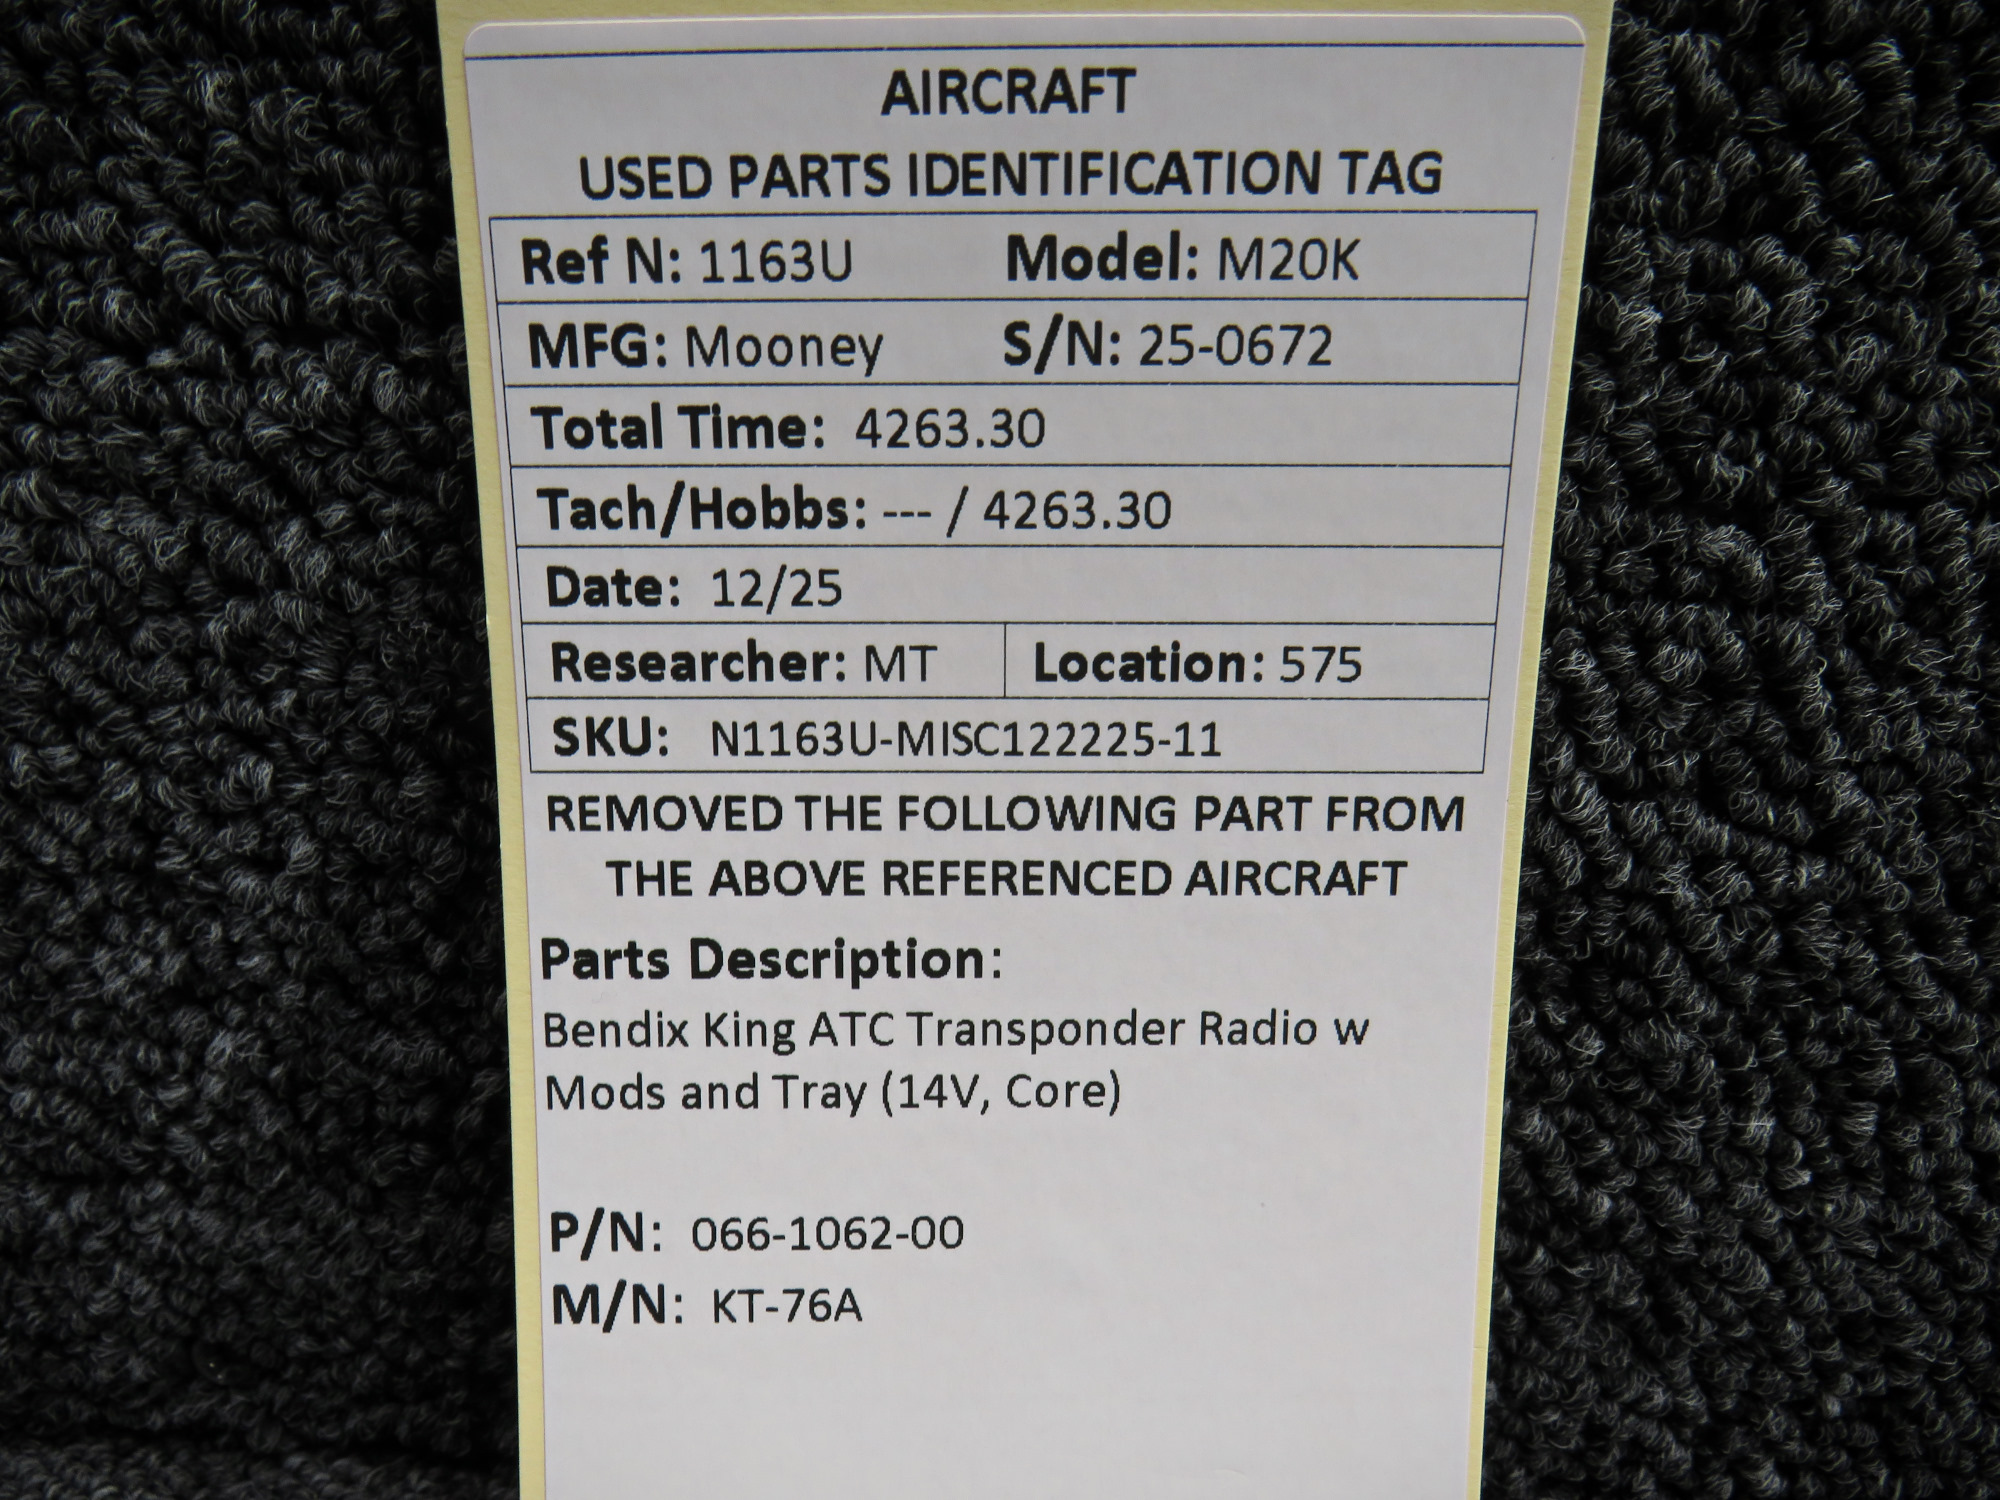 AIRCRAFT
USED PARTS IDENTIFICATION TAG
Ref N: 1163U Model: M20K
MFG: Mooney S/N: 25-0672
Total Time: 4263.30
Tach/Hobbs: --- / 4263.30
Date: 12/25
Researcher: MT Location: 575
SKU: N1163U-MISC122225-11
REMOVED THE FOLLOWING PART FROM
THE ABOVE REFERENCED AIRCRAFT
Parts Description:
Bendix King ATC Transponder Radio w
Mods and Tray (14V, Core)
P/N: 066-1062-00
M/N: KT-76A